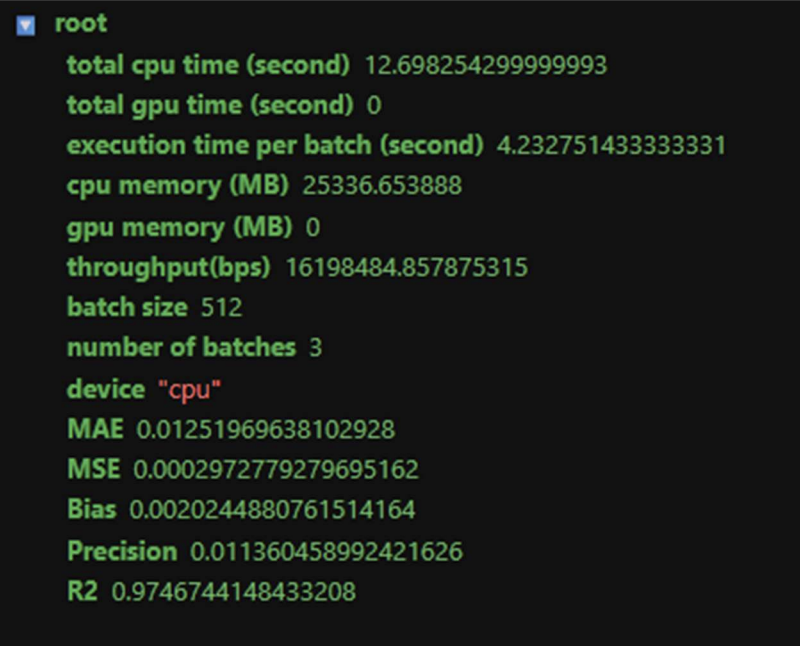 root
total cpu time (second) 12.698254299999993
total gpu time (second) 0
execution time per batch (second) 4.232751433333331
cpu memory (MB) 25336.653888
gpu memory (MB) 0
throughput(bps) 16198484.857875315
batch size 512
number of batches 3
device "cpu"
MAE 0.01251969638102928
MSE 0.0002972779279695162
Bias 0.0020244880761514164
Precision 0.011360458992421626
R2 0.9746744148433208